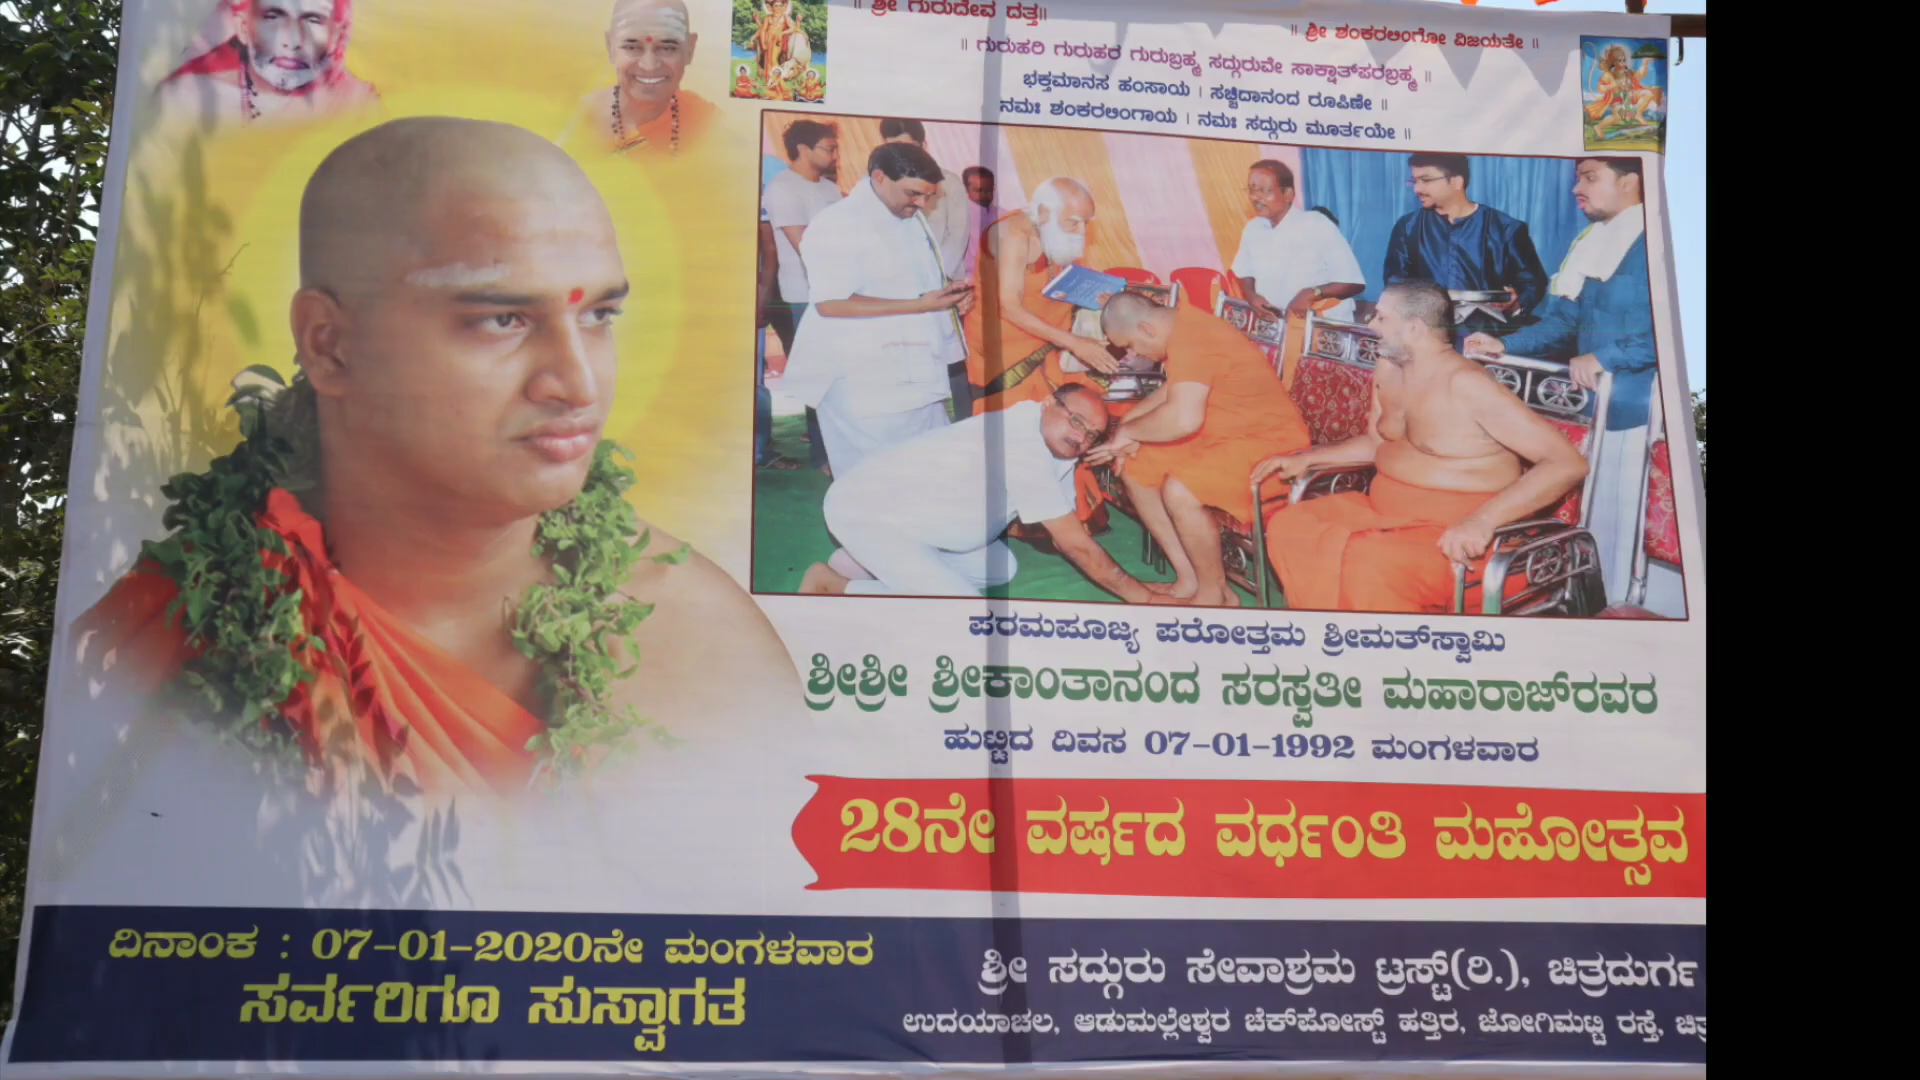 ॥ ಶ್ರೀ ಗುರುದೇವ ದತ್ತ॥
॥ ಶ್ರೀ ಶಂಕರಲಿಂಗೋ ವಿಜಯತೇ ॥
॥ ಗುರುಹರಿ ಗುರುಹರ ಗುರುಬ್ರಹ್ಮ ಸದ್ಗುರುವೇ ಸಾಕ್ಷಾತ್‌ಪರಬ್ರಹ್ಮ ॥
ಭಕ್ತಮಾನಸ ಹಂಸಾಯ । ಸಚ್ಚಿದಾನಂದ ರೂಪಿಣೇ ॥
ನಮಃ ಶಂಕರಲಿಂಗಾಯ । ನಮಃ ಸದ್ಗುರು ಮೂರ್ತಯೇ ॥
ಪರಮಪೂಜ್ಯ ಪರೋತ್ತಮ ಶ್ರೀಮತ್‌ಸ್ವಾಮಿ
ಶ್ರೀಶ್ರೀ ಶ್ರೀಕಾಂತಾನಂದ ಸರಸ್ವತೀ ಮಹಾರಾಜ್‌ರವರ
ಹುಟ್ಟಿದ ದಿವಸ 07-01-1992 ಮಂಗಳವಾರ
28ನೇ ವರ್ಷದ ವರ್ಧಂತಿ ಮಹೋತ್ಸವ
ದಿನಾಂಕ : 07-01-2020ನೇ ಮಂಗಳವಾರ
ಸರ್ವರಿಗೂ ಸುಸ್ವಾಗತ
ಶ್ರೀ ಸದ್ಗುರು ಸೇವಾಶ್ರಮ ಟ್ರಸ್ಟ್(ರಿ.), ಚಿತ್ರದುರ್ಗ
ಉದಯಾಚಲ, ಆಡುಮಲ್ಲೇಶ್ವರ ಚೆಕ್‌ಪೋಸ್ಟ್ ಹತ್ತಿರ, ಜೋಗಿಮಟ್ಟಿ ರಸ್ತೆ,